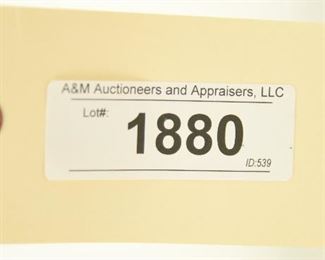 A&M Auctioneers and Appraisers, LLC
Lot#:
1880
ID:539